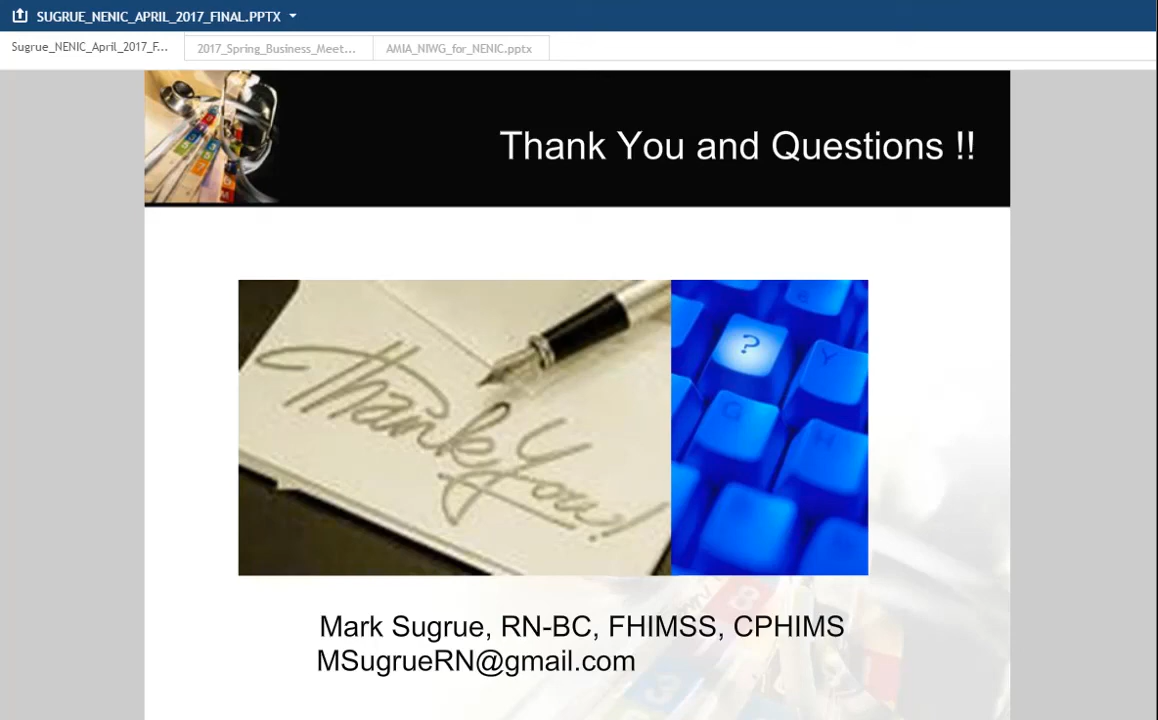 SUGRUE_NENIC_APRIL_2017_FINAL.PPTX
Sugrue_NENIC_April_2017_F...
2017_Spring_Business_Meet...
AMIA_NIWG_for_NENIC.pptx
Thank You and Questions !!
Thank You!
?
Y
G
H
Mark Sugrue, RN-BC, FHIMSS, CPHIMS
MSugrueRN@gmail.com